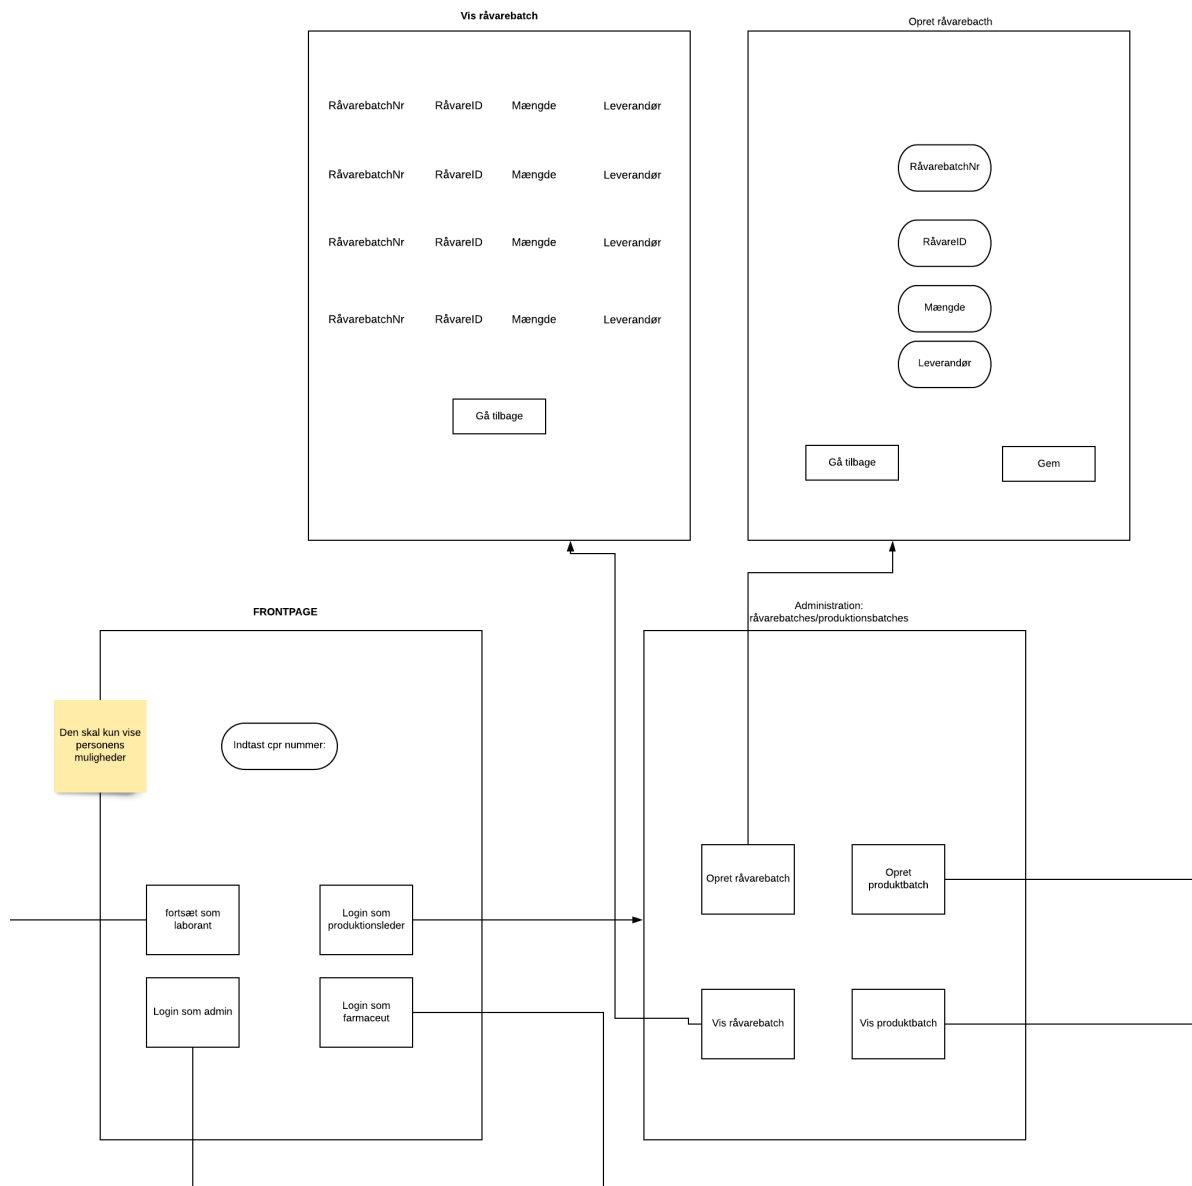 Vis råvarebatch
RåvarebatchNr RåvareID Mængde Leverandør
RåvarebatchNr RåvareID Mængde Leverandør
RåvarebatchNr RåvareID Mængde Leverandør
RåvarebatchNr RåvareID Mængde Leverandør
Gå tilbage
Opret råvarebacth
RåvarebatchNr
RåvareID
Mængde
Leverandør
Gå tilbage
Gem
FRONTPAGE
Den skal kun vise
personens
muligheder
Indtast cpr nummer:
fortsæt som
laborant
Login som
produktionsleder
Login som admin
Login som
farmaceut
Administration:
råvarebatches/produktionsbatches
Opret råvarebatch
Opret
produktbatch
Vis råvarebatch
Vis produktbatch